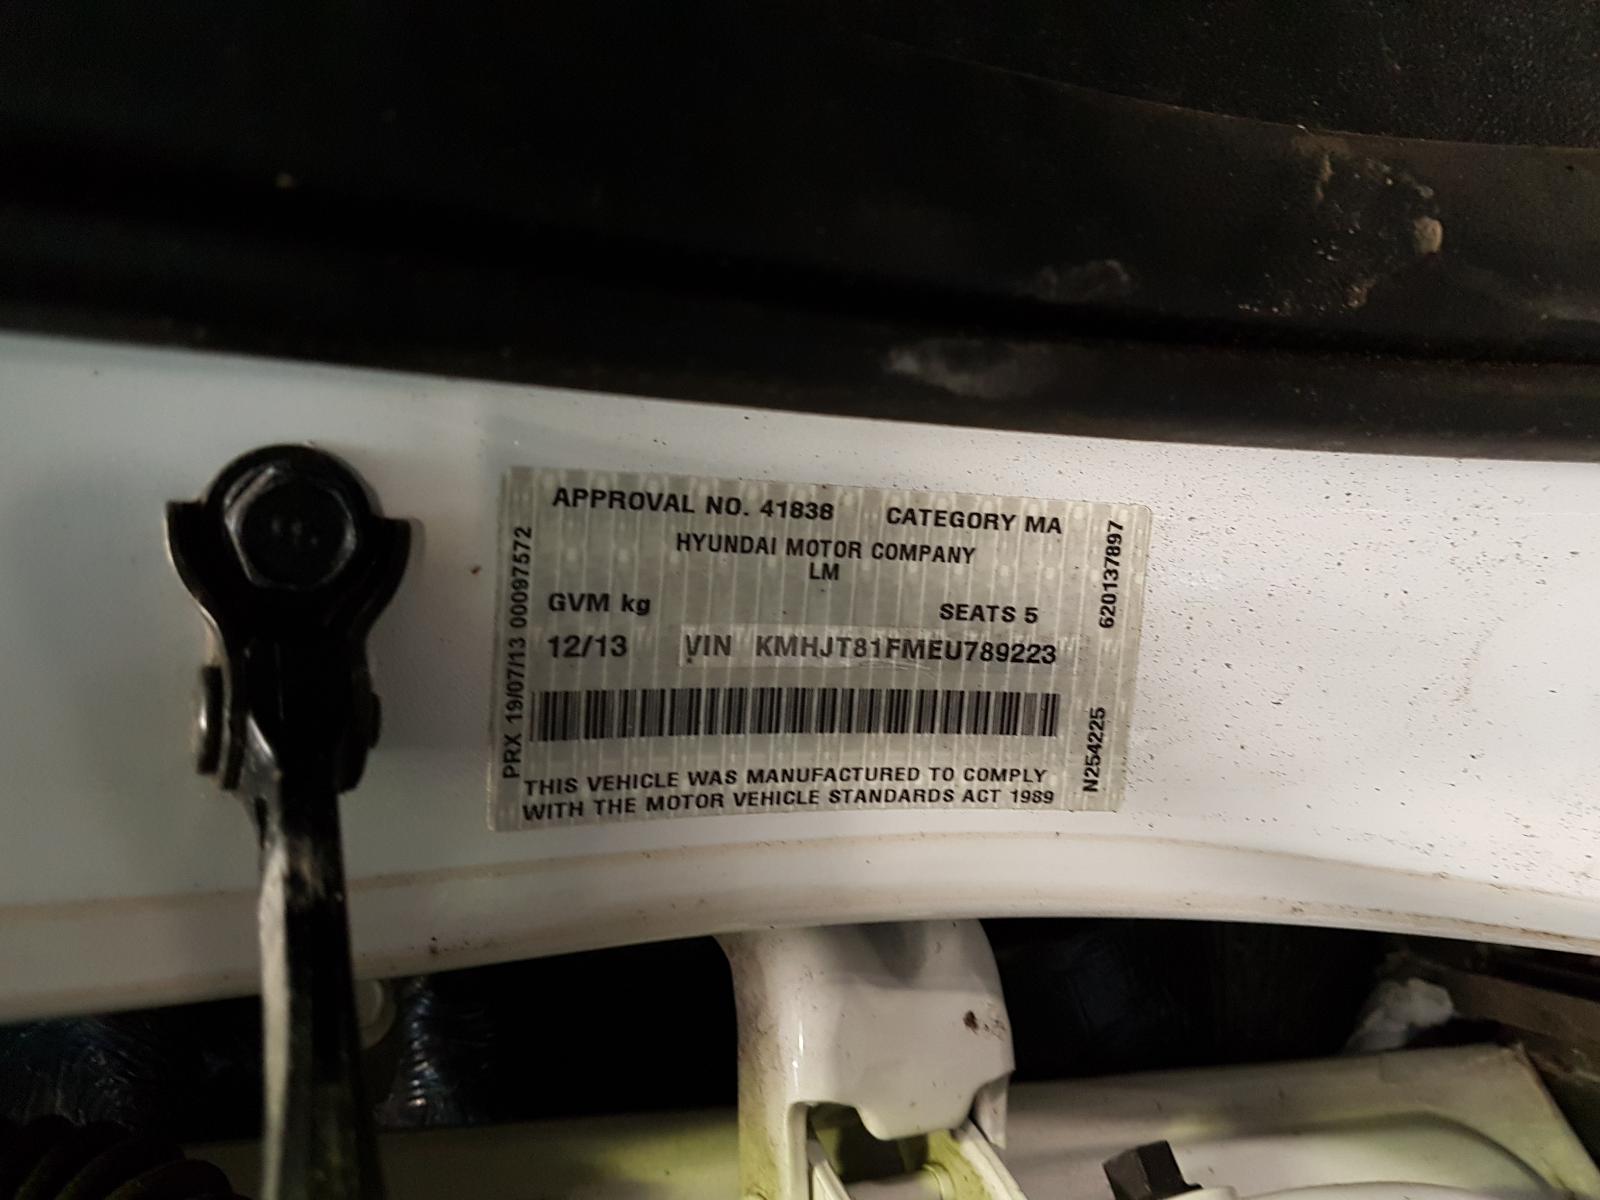 APPROVAL NO. 41838 CATEGORY MA
HYUNDAI MOTOR COMPANY
LM
GVM kg SEATS 5
12/13 VIN KMHJT81FMEU789223
THIS VEHICLE WAS MANUFACTURED TO COMPLY
WITH THE MOTOR VEHICLE STANDARDS ACT 1989
PRX 19/07/13 00097572
620137897
N254225